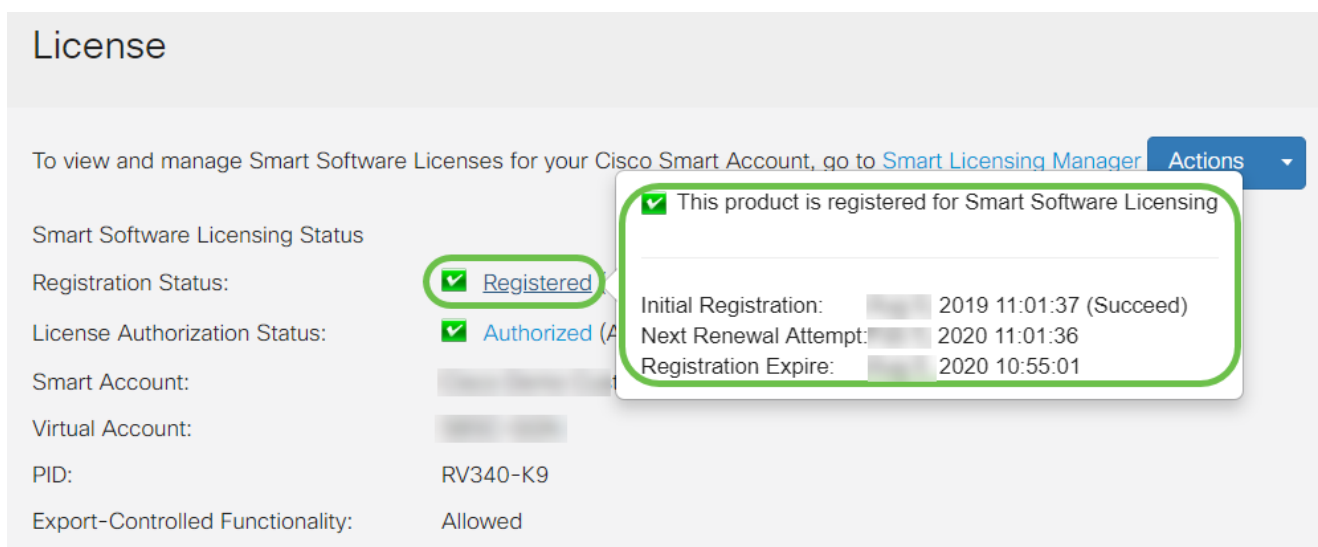 License
To view and manage Smart Software Licenses for your Cisco Smart Account, go to Smart Licensing Manager Actions
This product is registered for Smart Software Licensing
Smart Software Licensing Status
Registration Status: Registered (
Initial Registration: 2019 11:01:37 (Succeed)
Next Renewal Attempt: 2020 11:01:36
Registration Expire: 2020 10:55:01
License Authorization Status: Authorized (A
Smart Account:
Virtual Account:
PID: RV340-K9
Export-Controlled Functionality: Allowed